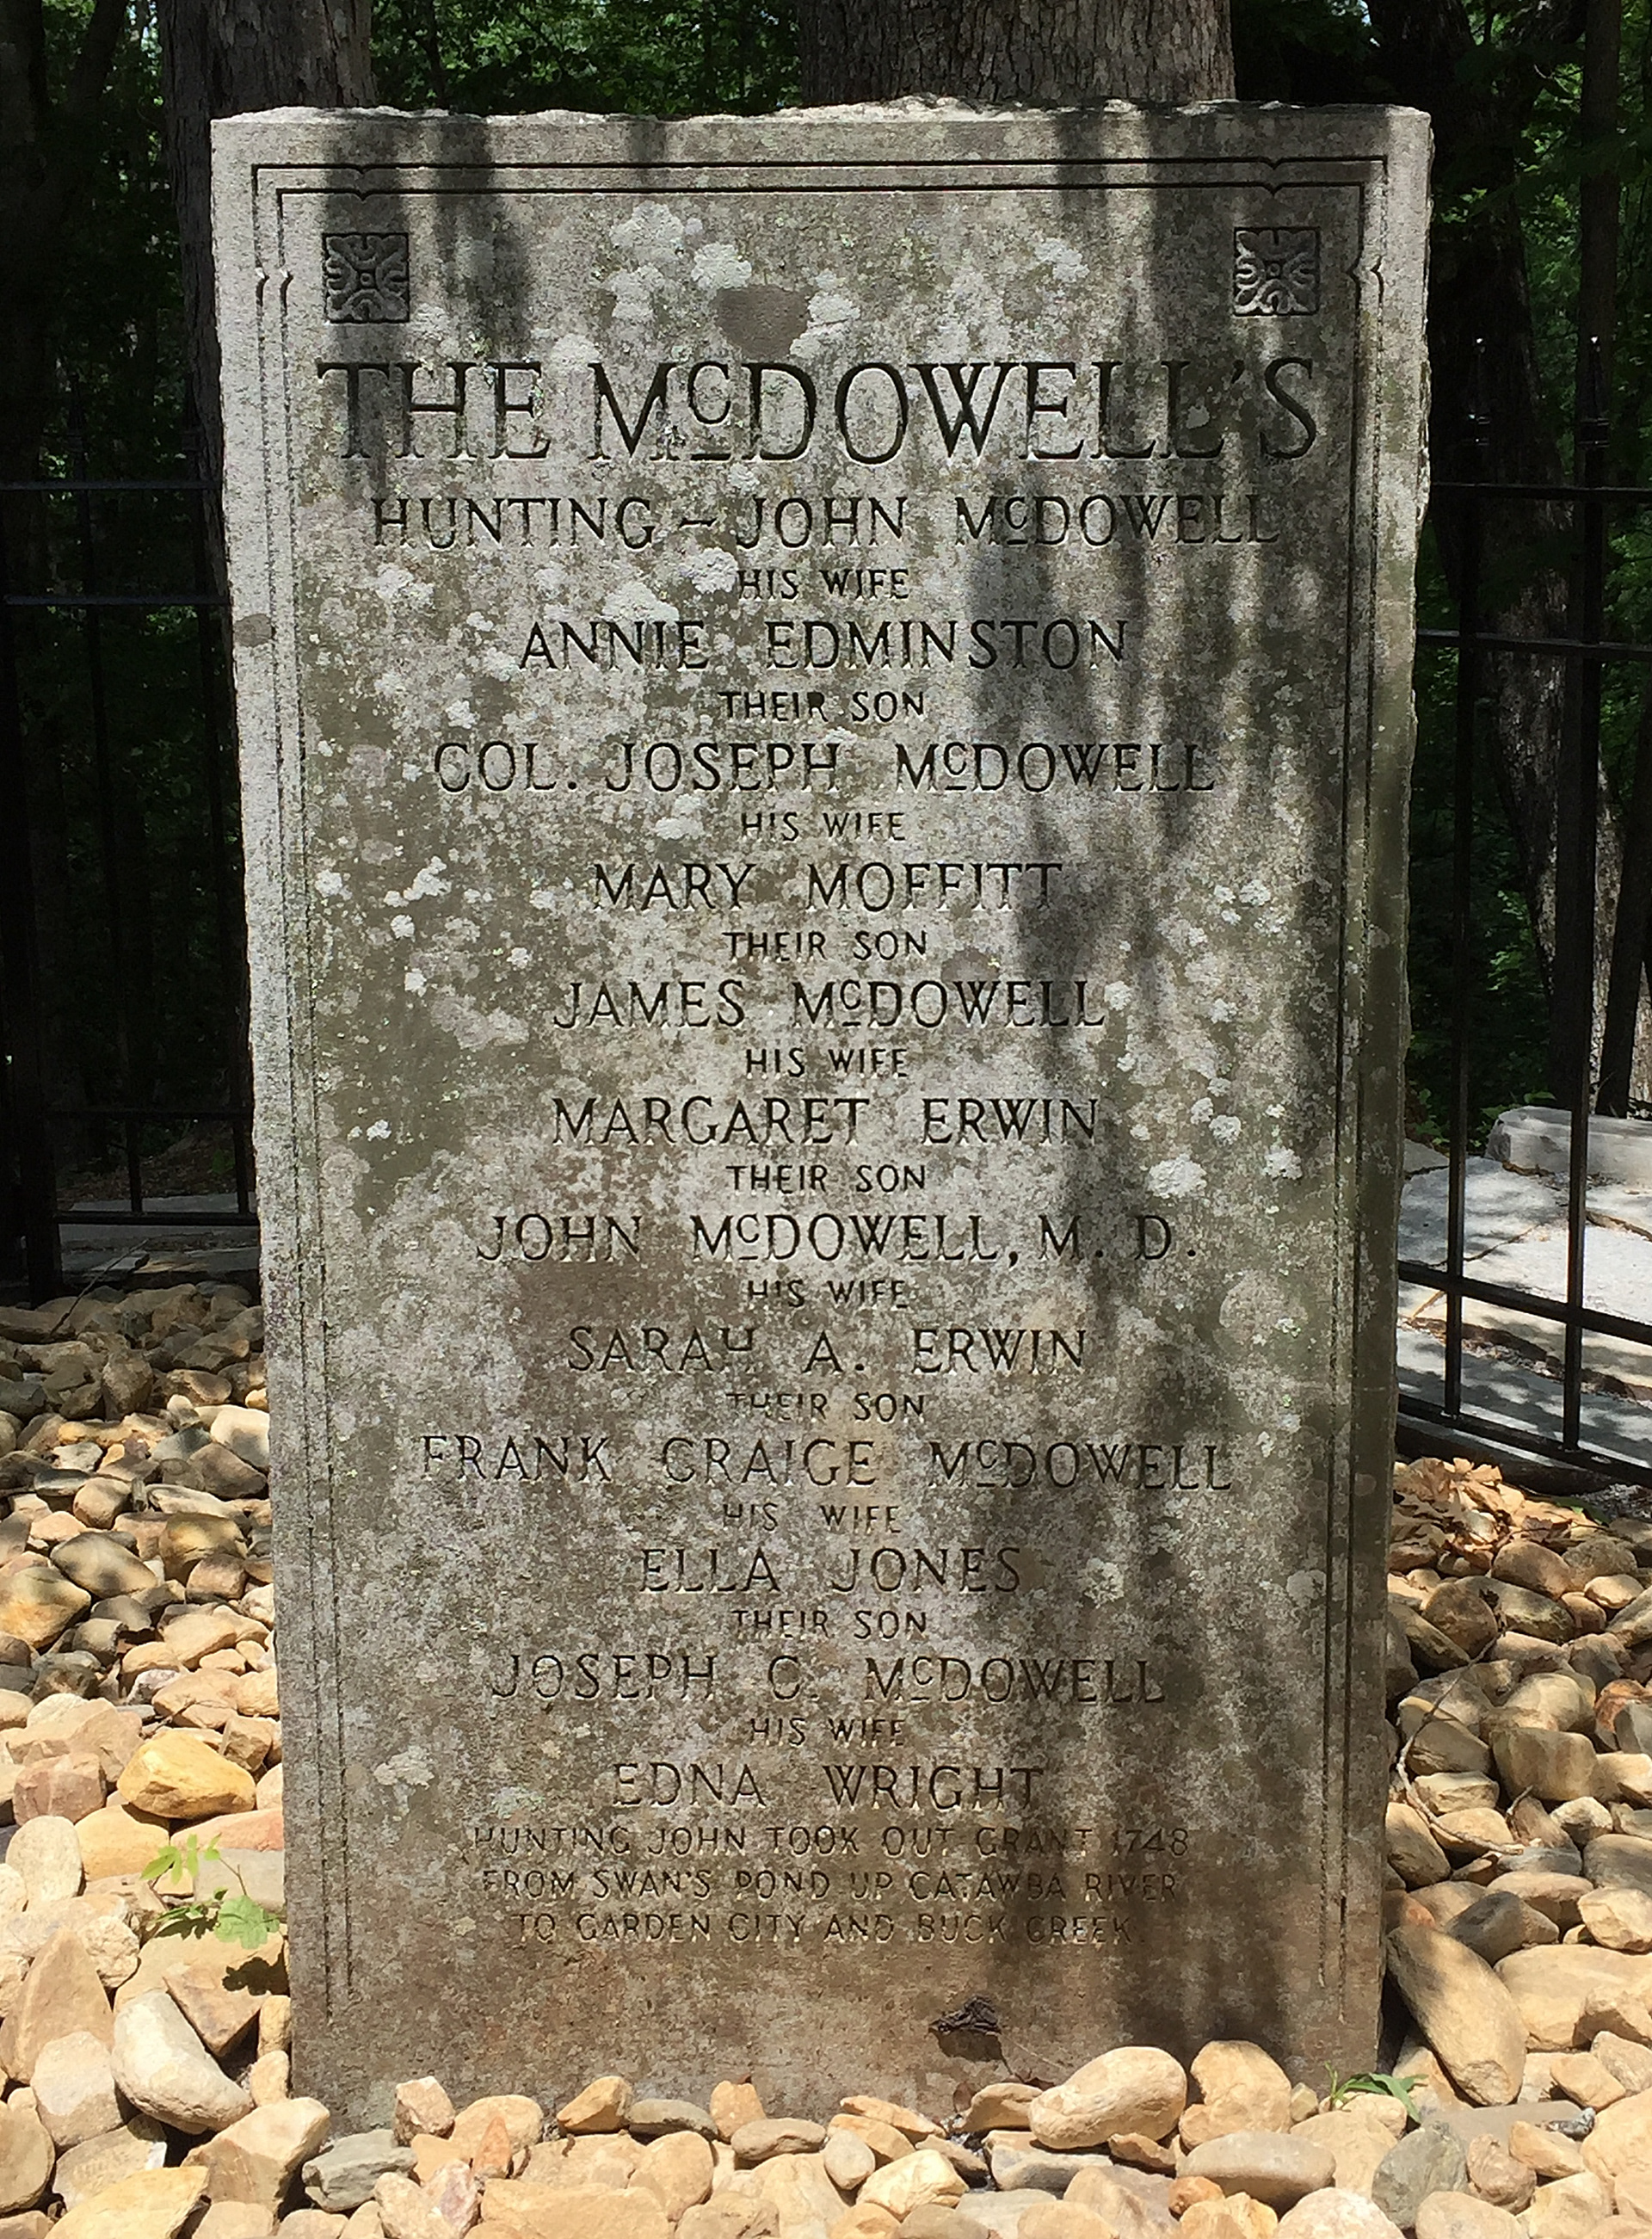 THE McDOWELL'S
HUNTING - JOHN McDOWELL
HIS WIFE
ANNIE EDMINSTON
THEIR SON
COL. JOSEPH McDOWELL
HIS WIFE
MARY MOFFITT
THEIR SON
JAMES McDOWELL
HIS WIFE
MARGARET ERWIN
THEIR SON
JOHN McDOWELL, M. D.
HIS WIFE
SARAH A. ERWIN
THEIR SON
FRANK CRAIGE McDOWELL
HIS WIFE
ELLA JONES
THEIR SON
JOSEPH C. McDOWELL
HIS WIFE
EDNA WRIGHT
HUNTING JOHN TOOK OUT GRANT 1748
FROM SWAN'S POND UP CATAWBA RIVER
TO GARDEN CITY AND BUCK CREEK.